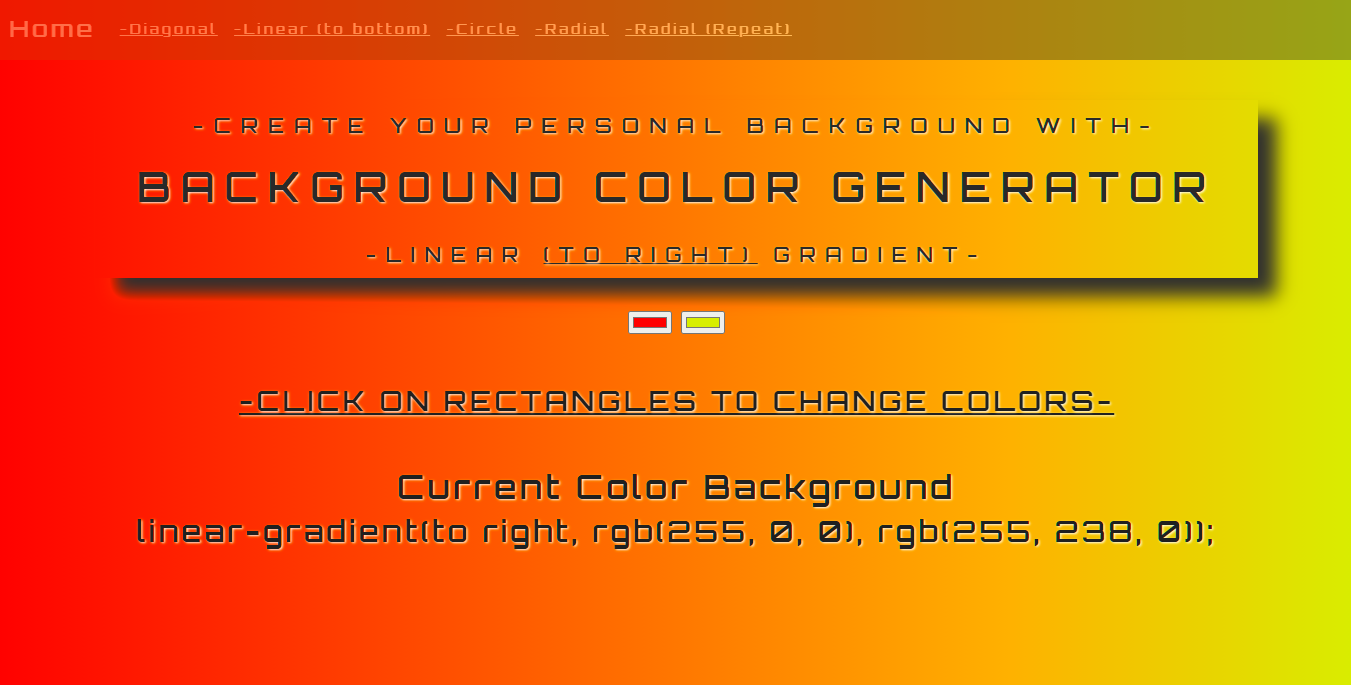 Home -Diagonal -Linear (to bottom) -Circle -Radial -Radial (Repeat)
-CREATE YOUR PERSONAL BACKGROUND WITH-
BACKGROUND COLOR GENERATOR
-LINEAR (TO RIGHT) GRADIENT-
-CLICK ON RECTANGLES TO CHANGE COLORS-
Current Color Background
linear-gradient(to right, rgb(255, 0, 0), rgb(255, 238, 0));